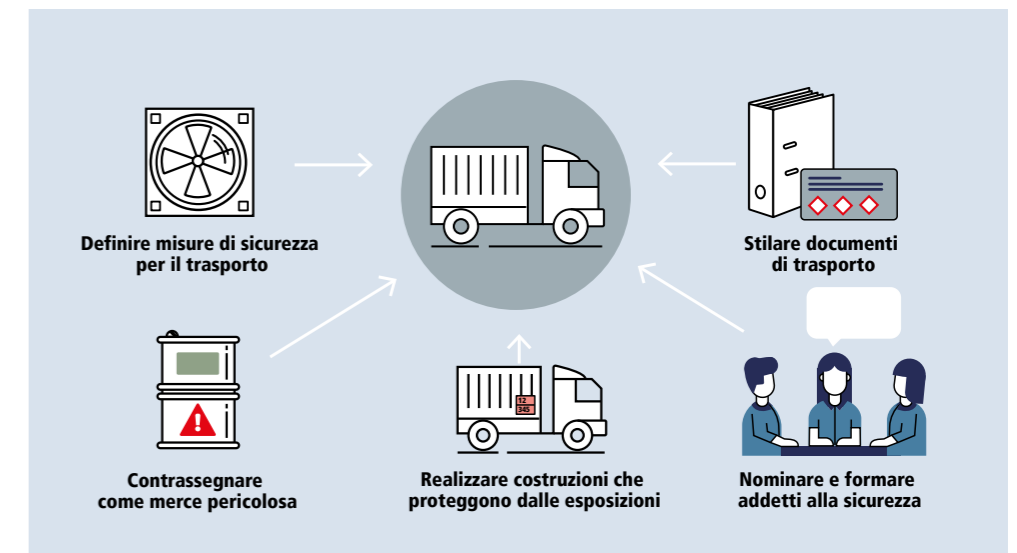 Definire misure di sicurezza
per il trasporto
Stilare documenti
di trasporto
12
345
Contrassegnare
come merce pericolosa
Realizzare costruzioni che
proteggono dalle esposizioni
Nominare e formare
addetti alla sicurezza